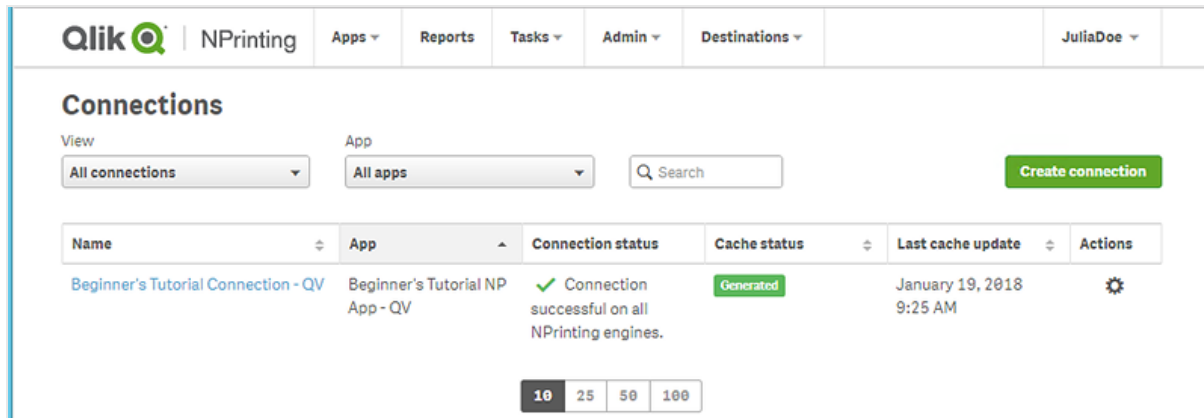 Qlik Q NPrinting Apps Reports Tasks Admin Destinations JuliaDoe
Connections
View App
All connections All apps Search Create connection
Name App Connection status Cache status Last cache update Actions
Beginner's Tutorial Connection - QV Beginner's Tutorial NP Connection Generated January 19, 2018
App - QV successful on all 9:25 AM
NPrinting engines.
10 25 50 100